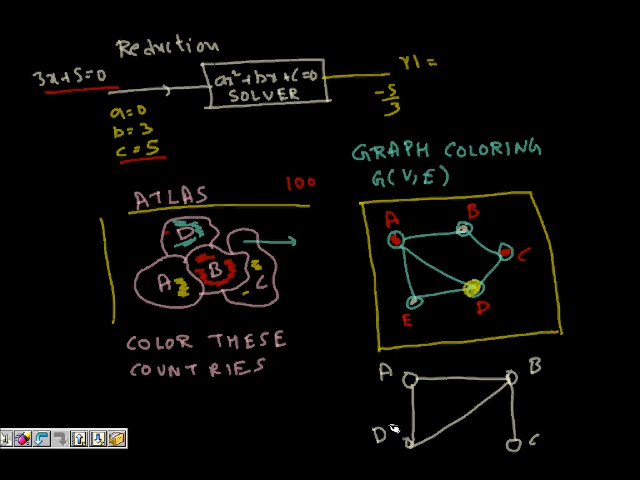 Reduction
3x+5=0
ax²+bx+c=0
SOLVER
x1=
-5/3
a=0
b=3
c=5
GRAPH COLORING
G(V,E)
ATLAS
100
D
B
A
C
COLOR THESE
COUNTRIES
A
B
C
D
E
A
B
D
C